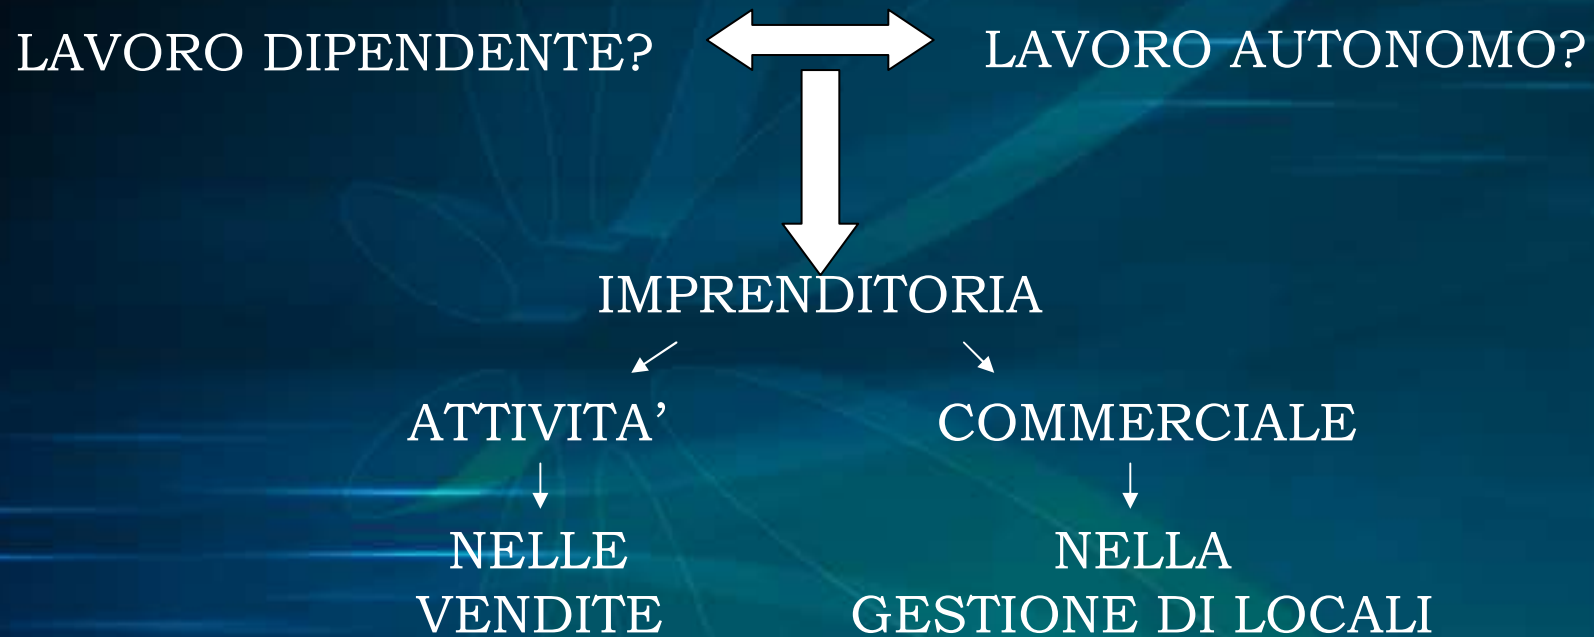 LAVORO DIPENDENTE? LAVORO AUTONOMO?
IMPRENDITORIA
ATTIVITA’ COMMERCIALE
NELLE NELLA
VENDITE GESTIONE DI LOCALI